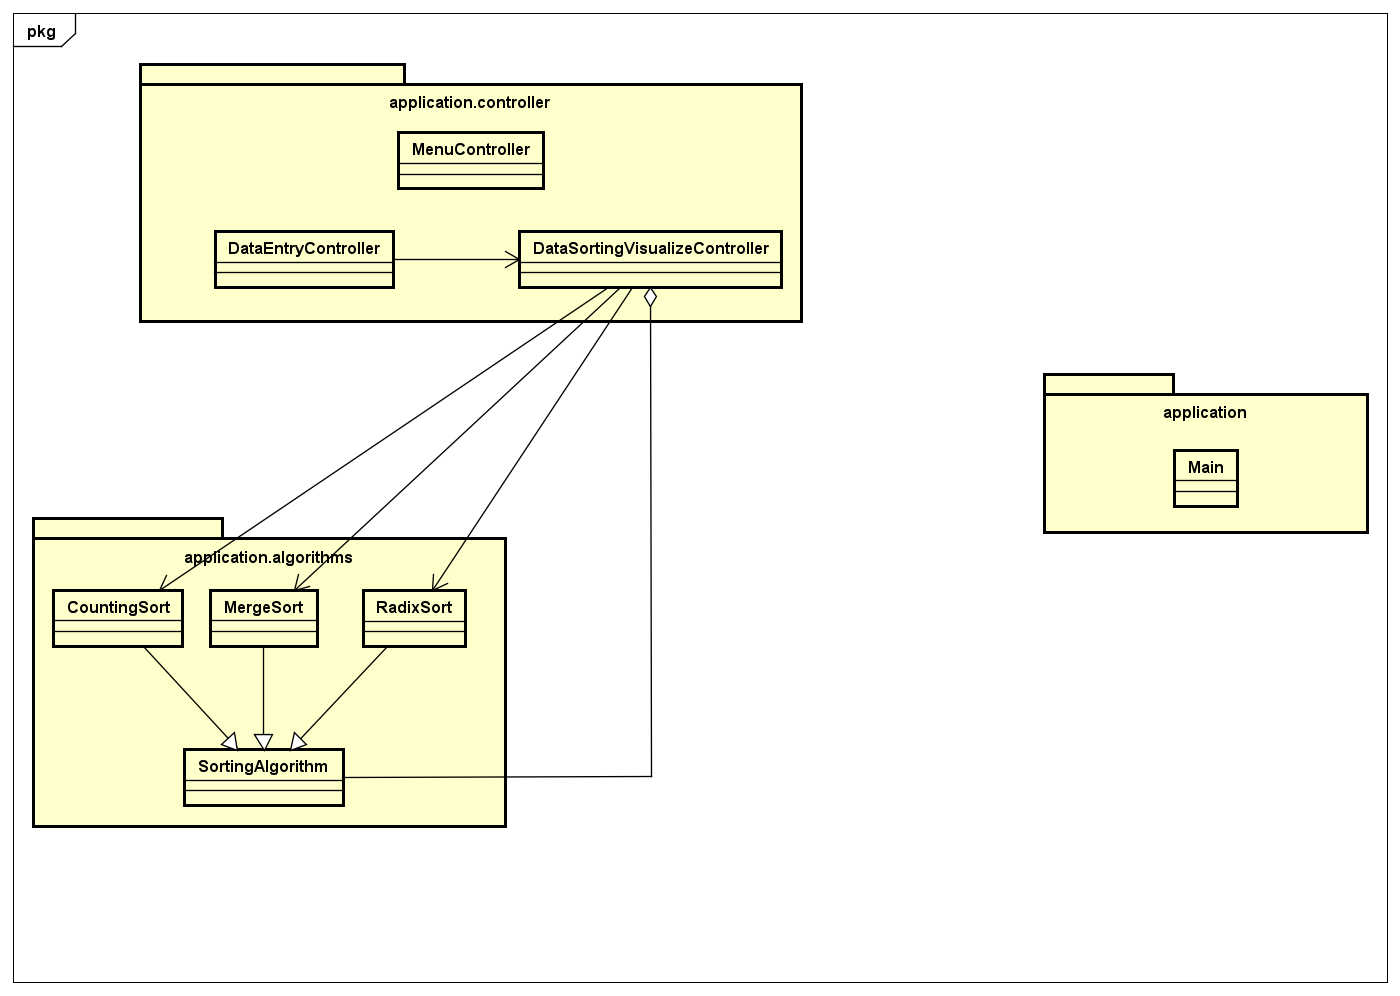 pkg
application.controller
MenuController
DataEntryController
DataSortingVisualizeController
application
Main
application.algorithms
CountingSort
MergeSort
RadixSort
SortingAlgorithm